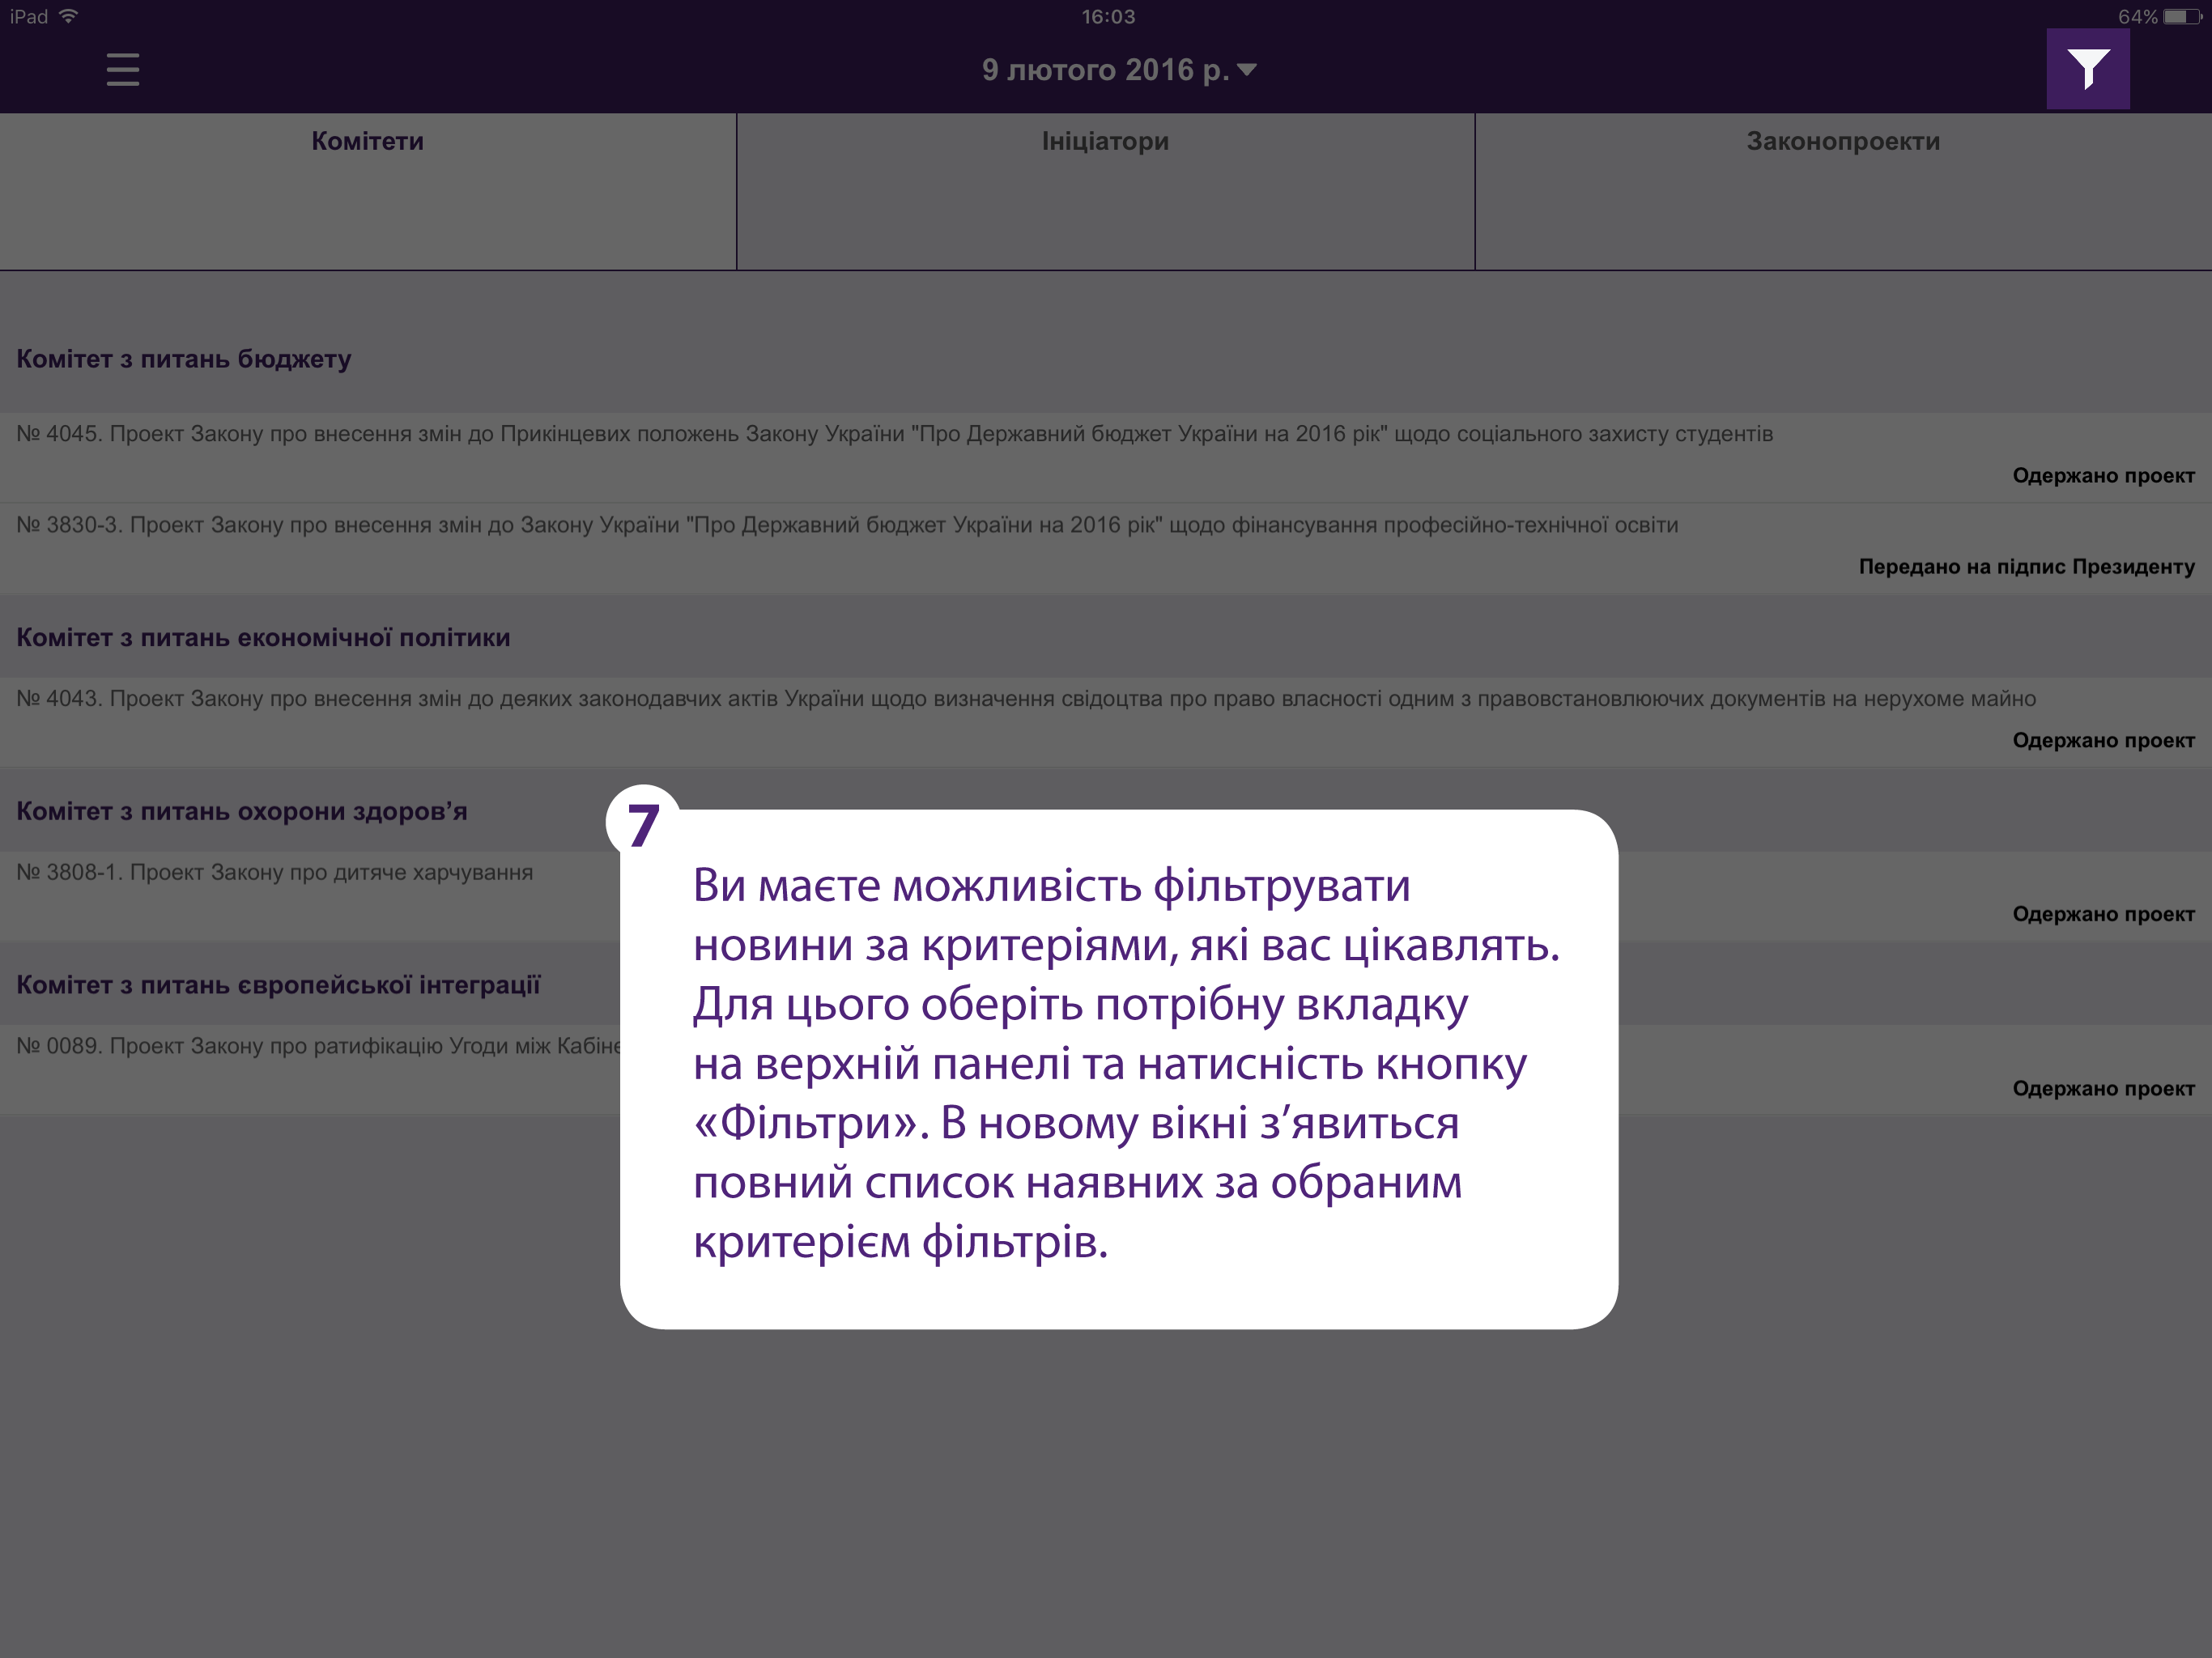 iPad
16:03
64%
9 лютого 2016 р.
Комітети
Ініціатори
Законопроекти
Комітет з питань бюджету
№ 4045. Проект Закону про внесення змін до Прикінцевих положень Закону України "Про Державний бюджет України на 2016 рік" щодо соціального захисту студентів
Одержано проект
№ 3830-3. Проект Закону про внесення змін до Закону України "Про Державний бюджет України на 2016 рік" щодо фінансування професійно-технічної освіти
Передано на підпис Президенту
Комітет з питань економічної політики
№ 4043. Проект Закону про внесення змін до деяких законодавчих актів України щодо визначення свідоцтва про право власності одним з правовстановлюючих документів на нерухоме майно
Одержано проект
Комітет з питань охорони здоров’я
№ 3808-1. Проект Закону про дитяче харчування
Одержано проект
Комітет з питань європейської інтеграції
№ 0089. Проект Закону про ратифікацію Угоди між
Одержано проект
7
Ви маєте можливість фільтрувати
новини за критеріями, які вас цікавлять.
Для цього оберіть потрібну вкладку
на верхній панелі та натисність кнопку
«Фільтри». В новому вікні з’явиться
повний список наявних за обраним
критерієм фільтрів.